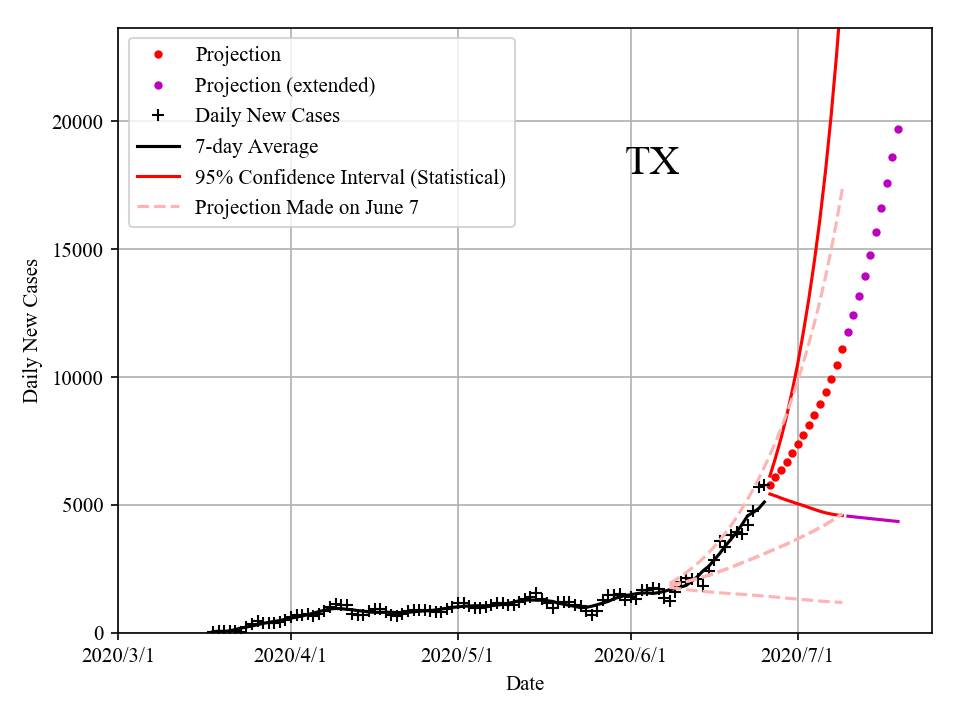 Projection
Projection (extended)
Daily New Cases
7-day Average
95% Confidence Interval (Statistical)
Projection Made on June 7
TX
20000
15000
10000
5000
0
Daily New Cases
2020/3/1 2020/4/1 2020/5/1 2020/6/1 2020/7/1
Date